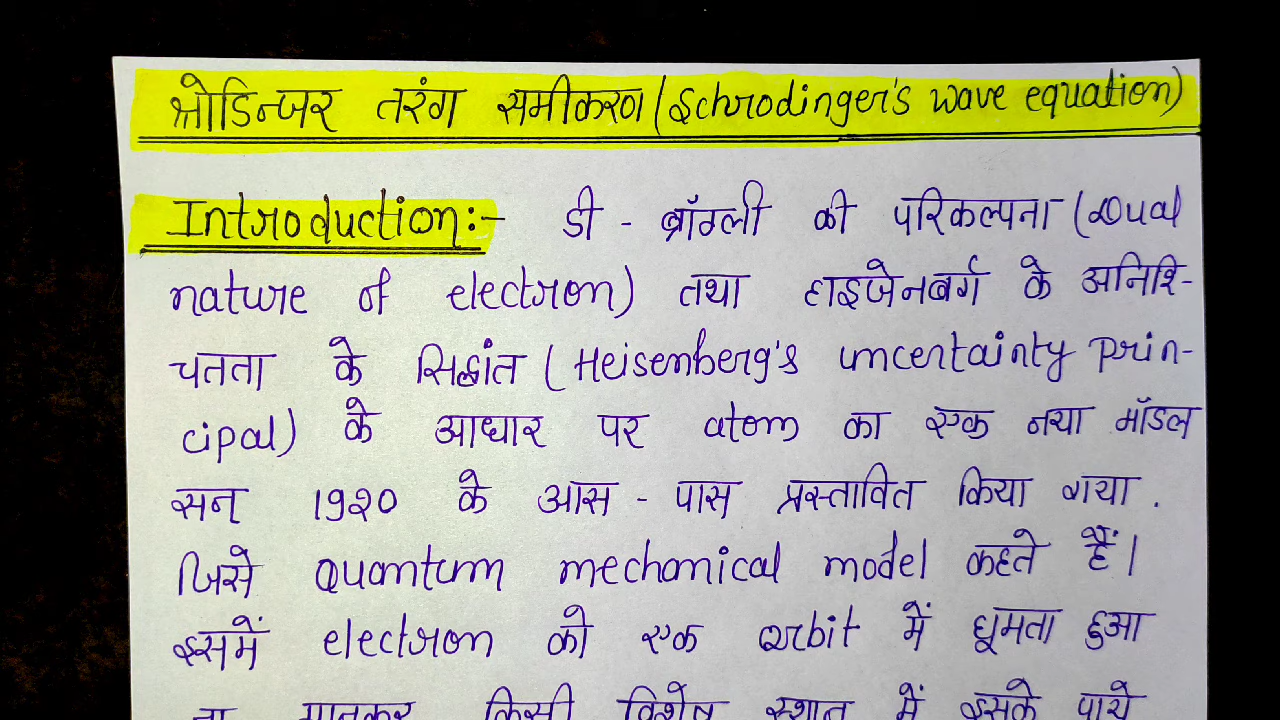 श्रोडिन्जर तरंग समीकरण (Schrodinger's wave equation)
Introduction:- डी - ब्रॉग्ली की परिकल्पना (Dual
nature of electron) तथा हाइजेनबर्ग के अनिश्चि-
चतता के सिद्धांत (Heisenberg's uncertainty prin-
cipal) के आधार पर atom का एक नया मॉडल
सन् 1920 के आस - पास प्रस्तावित किया गया .
जिसे Quantum mechanical model कहते हैं।
इसमें electron को एक orbit में घूमता हुआ
ना मानकर किसी विशेष स्थान में इसके पाये